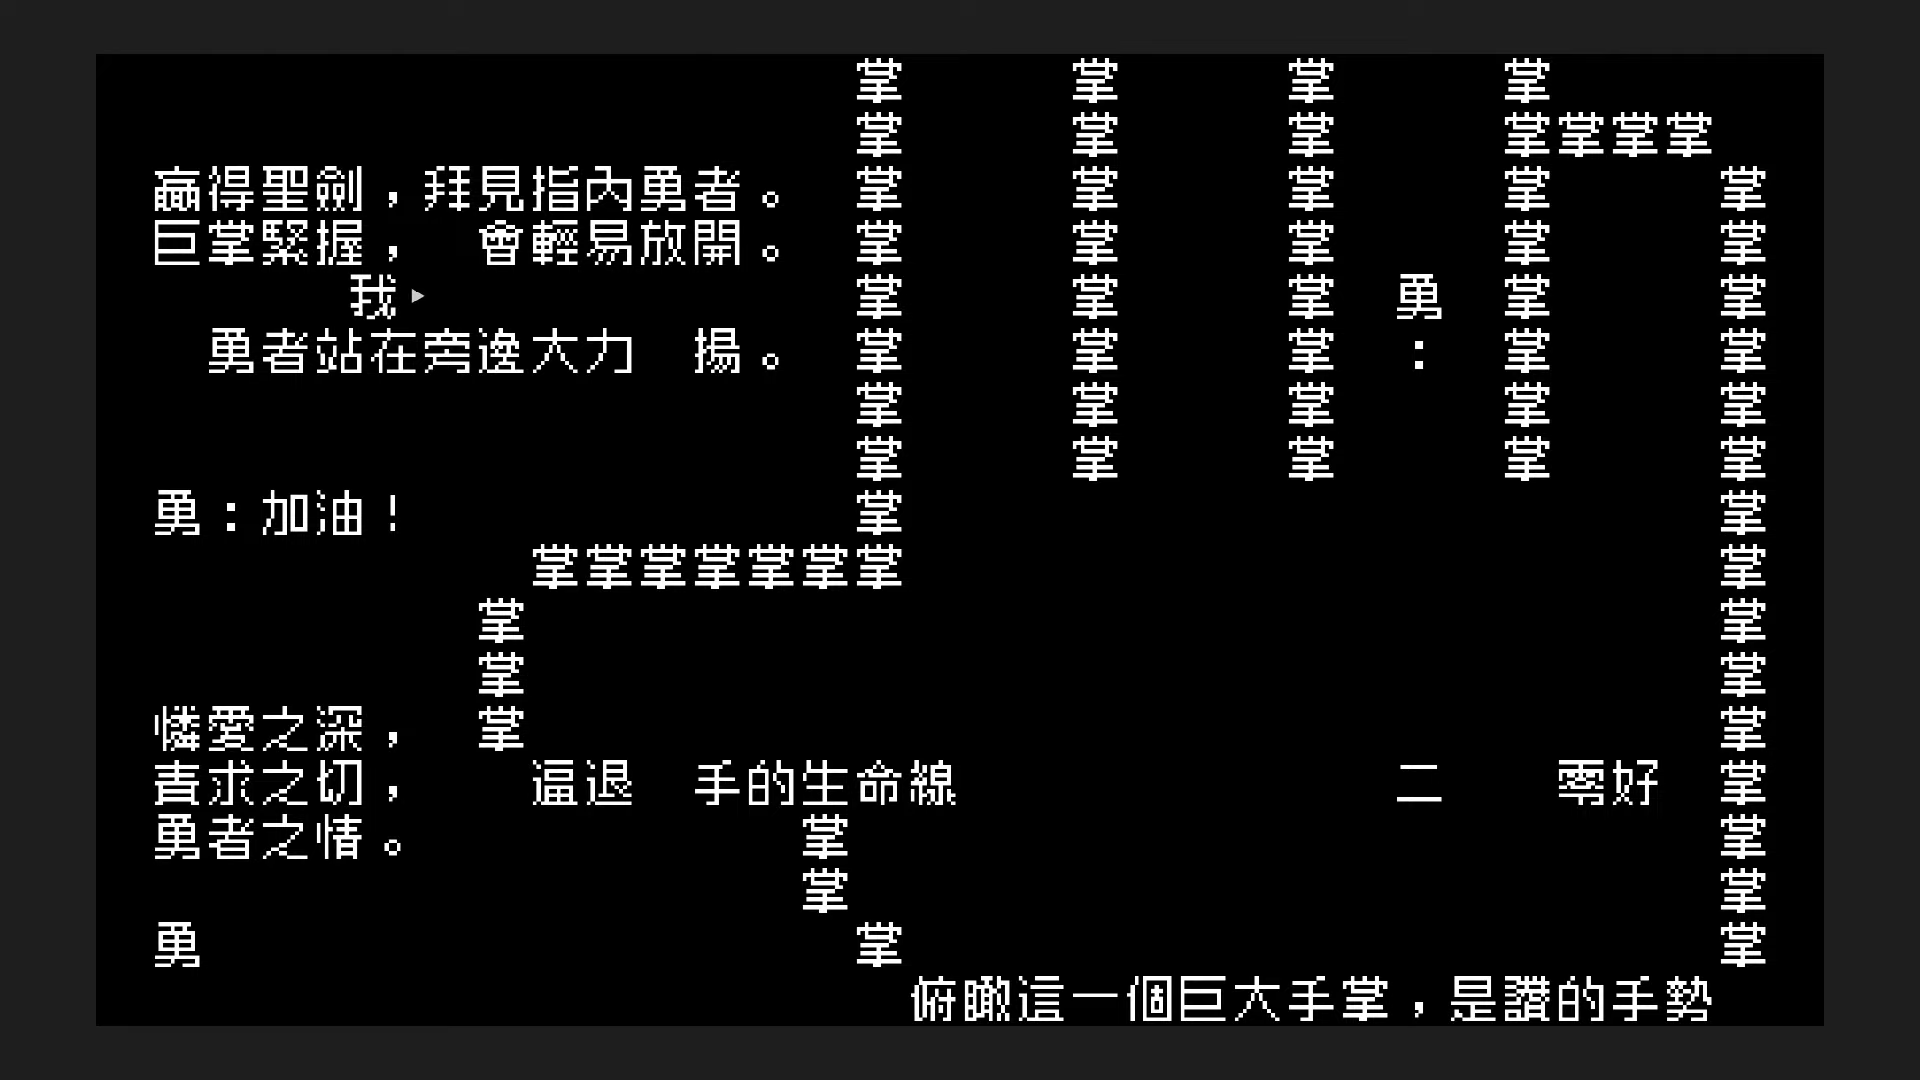 掌 掌 掌 掌
掌 掌 掌 掌掌掌掌
贏得聖劍，拜見指內勇者。 掌 掌 掌 掌 掌
巨掌緊握， 會輕易放開。 掌 掌 掌 掌 掌
我 掌 掌 掌 勇 掌 掌
勇者站在旁邊大力 揚。 掌 掌 掌 ： 掌 掌
掌 掌 掌 掌 掌
掌 掌 掌 掌 掌
勇：加油！ 掌 掌
掌掌掌掌掌掌掌 掌
掌 掌
掌 掌
憐愛之深， 掌 掌
責求之切， 逼退 手的生命線 二 零好 掌
勇者之情。 掌 掌
掌 掌
勇 掌 掌
俯瞰這一個巨大手掌，是讚的手勢